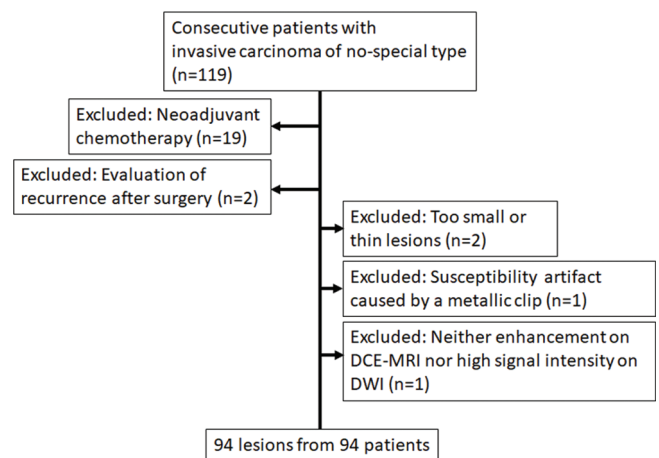 Consecutive patients with
invasive carcinoma of no-special type
(n=119)
Excluded: Neoadjuvant
chemotherapy (n=19)
Excluded: Evaluation of
recurrence after surgery (n=2)
Excluded: Too small or
thin lesions (n=2)
Excluded: Susceptibility artifact
caused by a metallic clip (n=1)
Excluded: Neither enhancement on
DCE-MRI nor high signal intensity on
DWI (n=1)
94 lesions from 94 patients